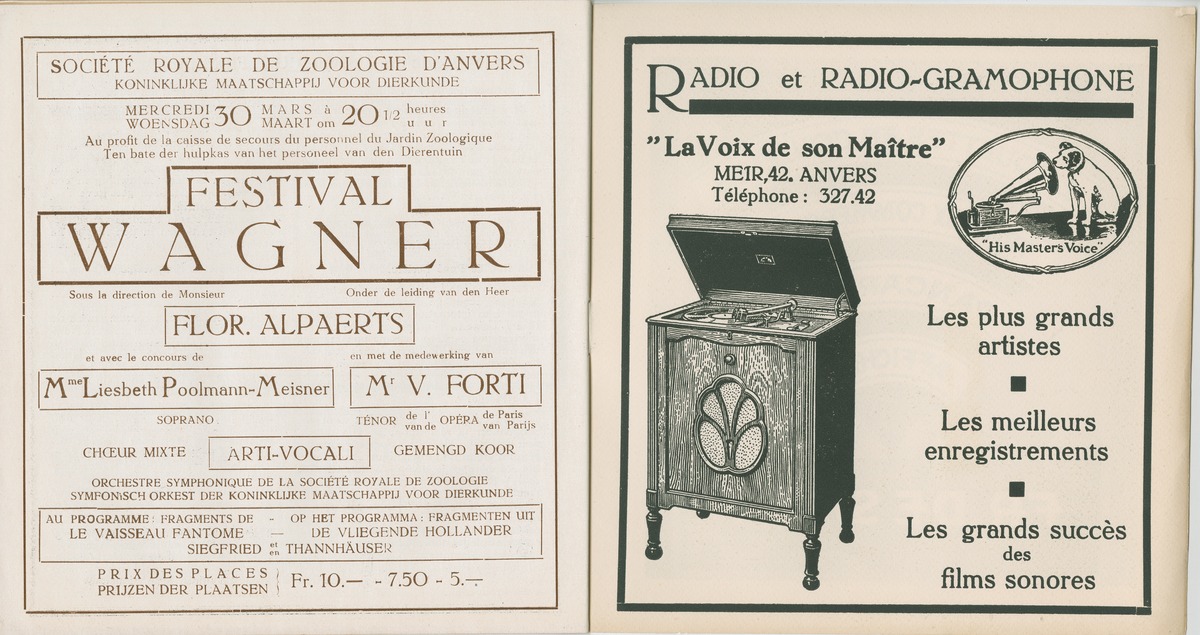 SOCIÉTÉ ROYALE DE ZOOLOGIE D'ANVERS
KONINKLIJKE MAATSCHAPPIJ VOOR DIERKUNDE
MERCREDI 30 MARS à 20 1/2 heures
WOENSDAG MAART om uur
Au profit de la caisse de secours du personnel du Jardin Zoologique
Ten bate der hulpkas van het personeel van den Dierentuin
FESTIVAL
WAGNER
Sous la direction de Monsieur Onder de leiding van den Heer
FLOR. ALPAERTS
et avec le concours de en met de medewerking van
Mme Liesbeth Poolmann-Meisner Mr V. FORTI
SOPRANO TÉNOR de l' OPÉRA de Paris
van de van Parijs
CHŒUR MIXTE ARTI-VOCALI GEMENGD KOOR
ORCHESTRE SYMPHONIQUE DE LA SOCIÉTÉ ROYALE DE ZOOLOGIE
SYMFONISCH ORKEST DER KONINKLIJKE MAATSCHAPPIJ VOOR DIERKUNDE
AU PROGRAMME: FRAGMENTS DE - OP HET PROGRAMMA: FRAGMENTEN UIT
LE VAISSEAU FANTOME — DE VLIEGENDE HOLLANDER
SIEGFRIED et en THANNHÄUSER
PRIX DES PLACES
PRIJZEN DER PLAATSEN Fr. 10.— - 7.50 - 5.—
RADIO et RADIO-GRAMOPHONE
"La Voix de son Maître"
MEIR, 42. ANVERS
Téléphone: 327.42
"His Master's Voice"
Les plus grands
artistes
Les meilleurs
enregistrements
Les grands succès
des
films sonores